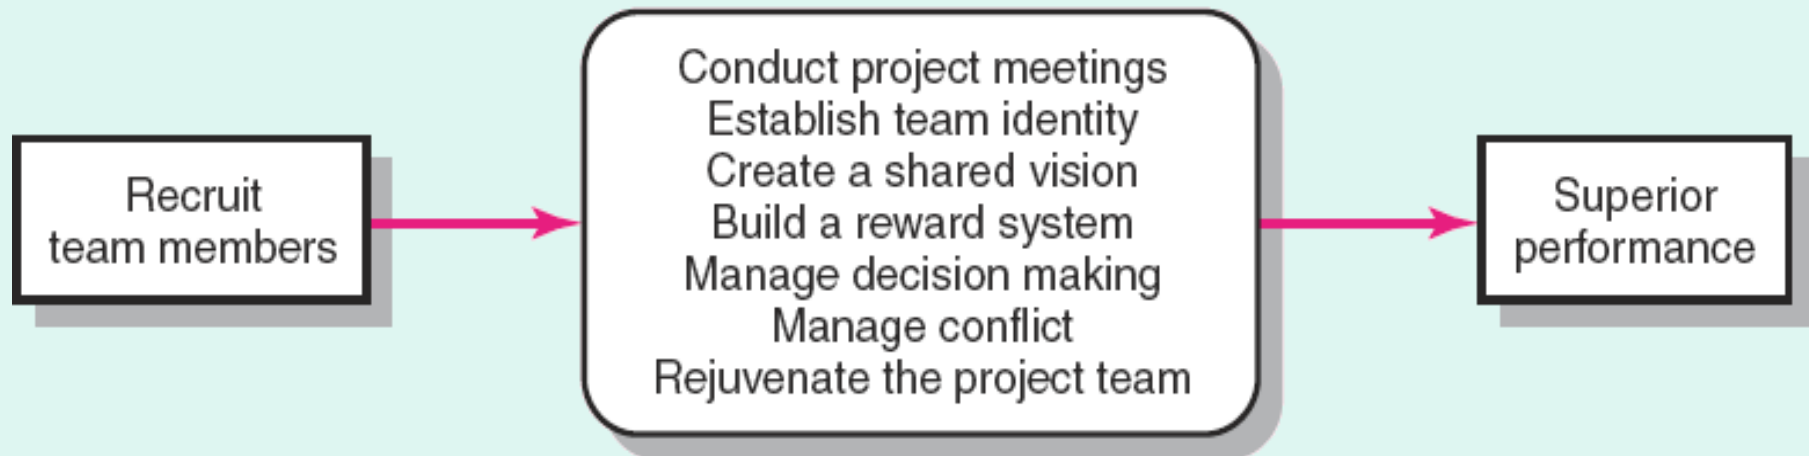 Recruit
team members
Conduct project meetings
Establish team identity
Create a shared vision
Build a reward system
Manage decision making
Manage conflict
Rejuvenate the project team
Superior
performance